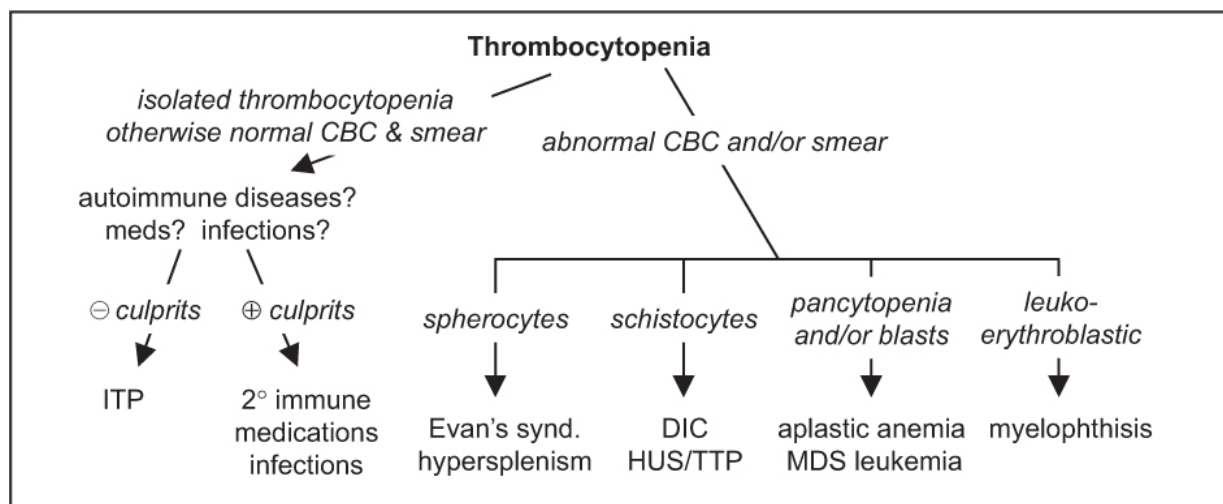 Thrombocytopenia
isolated thrombocytopenia
otherwise normal CBC & smear
abnormal CBC and/or smear
autoimmune diseases?
meds? infections?
⊖ culprits
⊕ culprits
ITP
2° immune
medications
infections
spherocytes
Evan's synd.
hypersplenism
schistocytes
DIC
HUS/TTP
pancytopenia
and/or blasts
aplastic anemia
MDS leukemia
leuko-
erythroblastic
myelophthisis